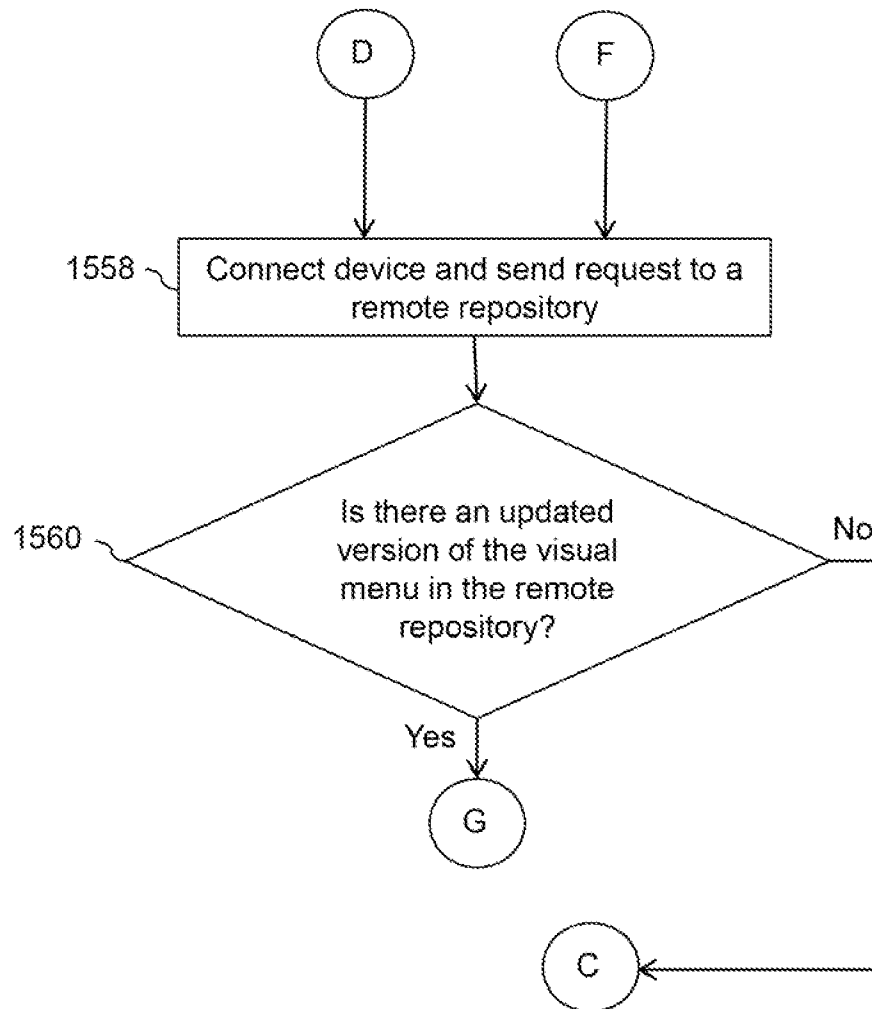 D
F
1558
Connect device and send request to a
remote repository
1560
Is there an updated
version of the visual
menu in the remote
repository?
No
Yes
G
C